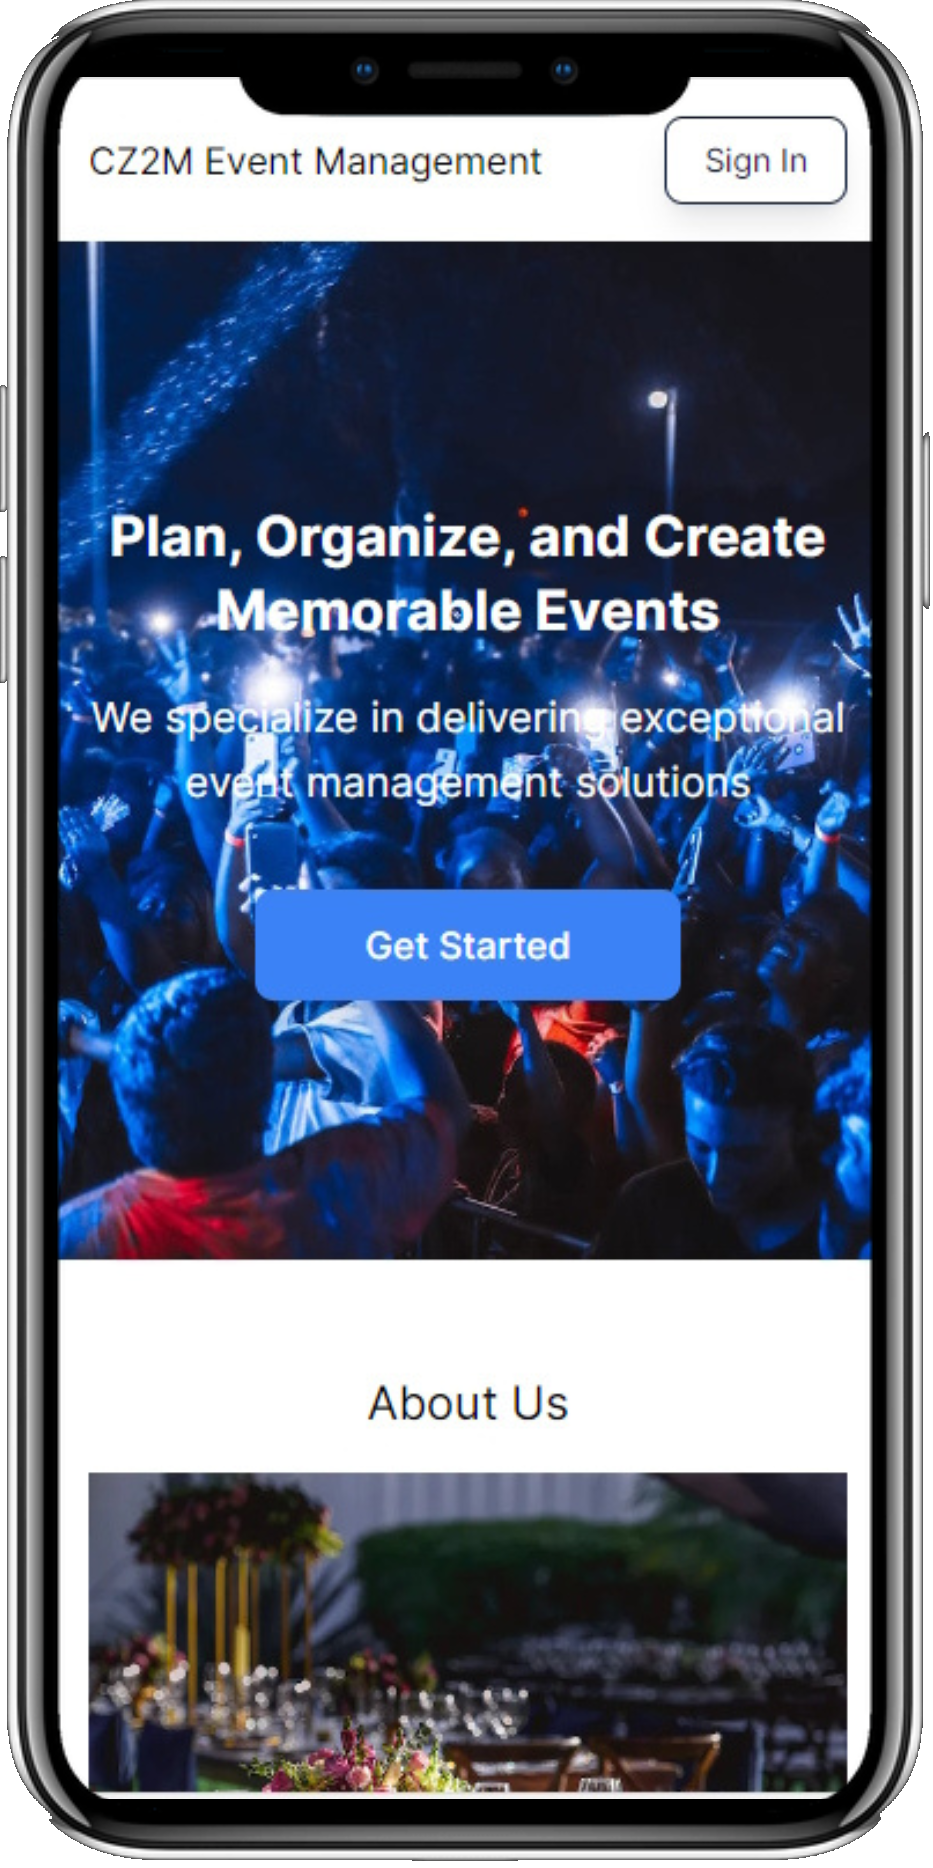 CZ2M Event Management
Sign In
Plan, Organize, and Create
Memorable Events
We specialize in delivering exceptional
event management solutions
Get Started
About Us